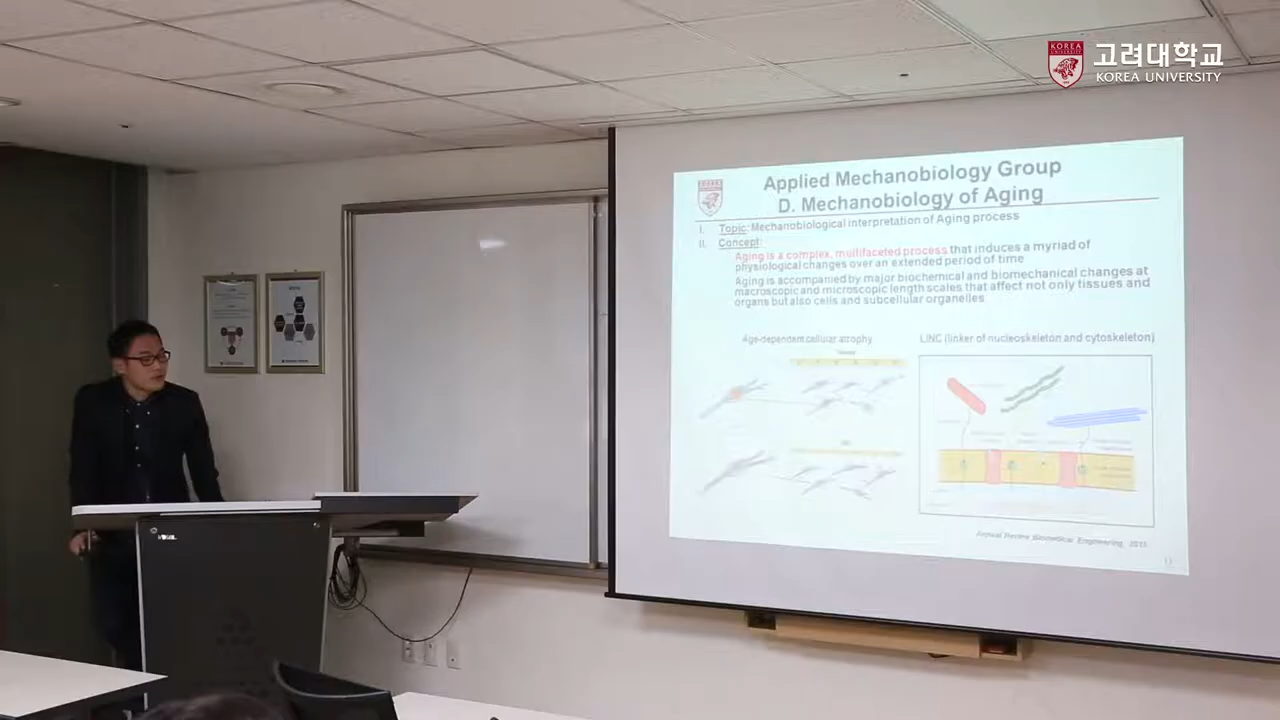 고려대학교
KOREA UNIVERSITY
Applied Mechanobiology Group
D. Mechanobiology of Aging
I. Topic: Mechanobiological interpretation of Aging process
II. Concept:
Aging is a complex, multifaceted process that induces a myriad of
physiological changes over an extended period of time
Aging is accompanied by major biochemical and biomechanical changes at
macroscopic and microscopic length scales that affect not only tissues and
organs but also cells and subcellular organelles
Age-dependent cellular atrophy
LINC (linker of nucleoskeleton and cytoskeleton)
Annual Review Biomedical Engineering,